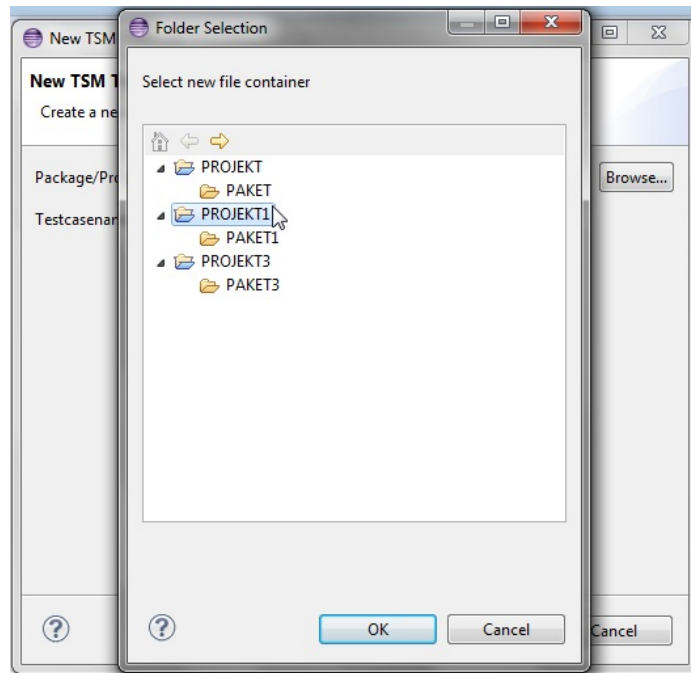 New TSM
Folder Selection
New TSM T
Create a ne
Select new file container
Package/Pro
Browse...
Testcasenam
PROJEKT
PAKET
PROJEKT1
PAKET1
PROJEKT3
PAKET3
OK
Cancel
Cancel